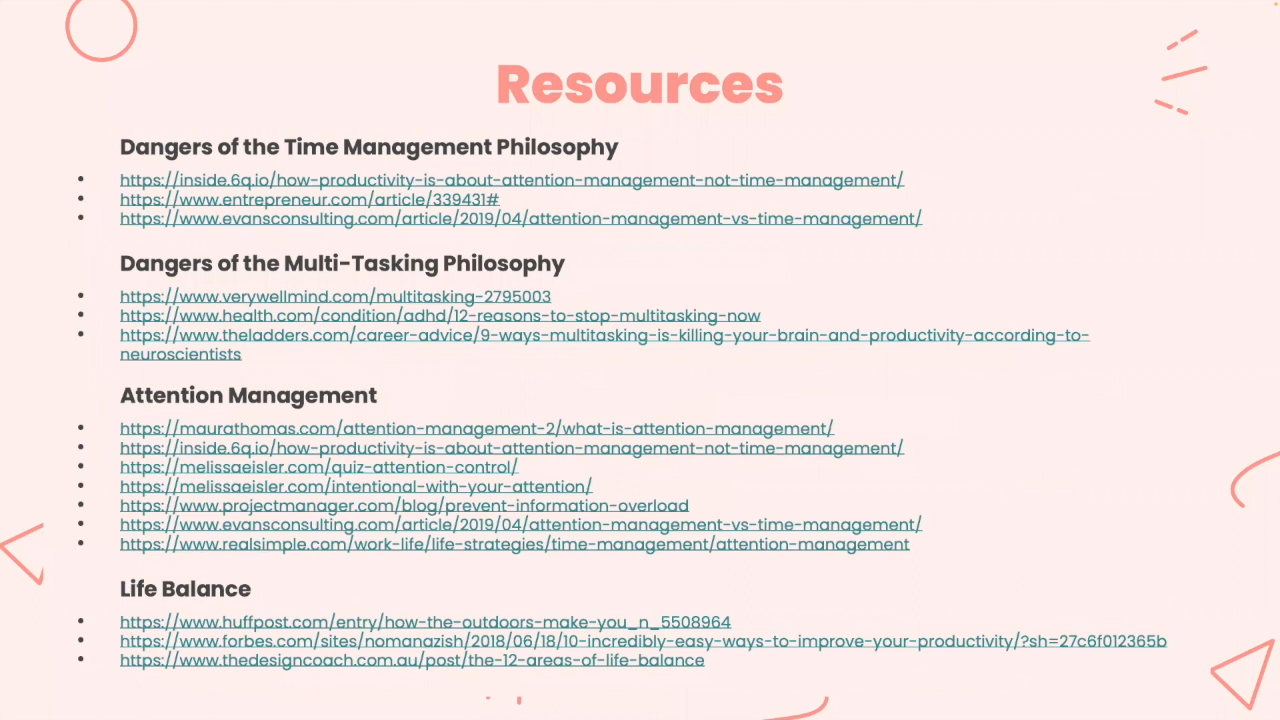 Resources
Dangers of the Time Management Philosophy
• https://inside.6q.io/how-productivity-is-about-attention-management-not-time-management/
• https://www.entrepreneur.com/article/339431#
• https://www.evansconsulting.com/article/2019/04/attention-management-vs-time-management/
Dangers of the Multi-Tasking Philosophy
• https://www.verywellmind.com/multitasking-2795003
• https://www.health.com/condition/adhd/12-reasons-to-stop-multitasking-now
• https://www.theladders.com/career-advice/9-ways-multitasking-is-killing-your-brain-and-productivity-according-to-
neuroscientists
Attention Management
• https://maurathomas.com/attention-management-2/what-is-attention-management/
• https://inside.6q.io/how-productivity-is-about-attention-management-not-time-management/
• https://melissaeisler.com/quiz-attention-control/
• https://melissaeisler.com/intentional-with-your-attention/
• https://www.projectmanager.com/blog/prevent-information-overload
• https://www.evansconsulting.com/article/2019/04/attention-management-vs-time-management/
• https://www.realsimple.com/work-life/life-strategies/time-management/attention-management
Life Balance
• https://www.huffpost.com/entry/how-the-outdoors-make-you_n_5508964
• https://www.forbes.com/sites/nomanazish/2018/06/18/10-incredibly-easy-ways-to-improve-your-productivity/?sh=27c6f012365b
• https://www.thedesigncoach.com.au/post/the-12-areas-of-life-balance